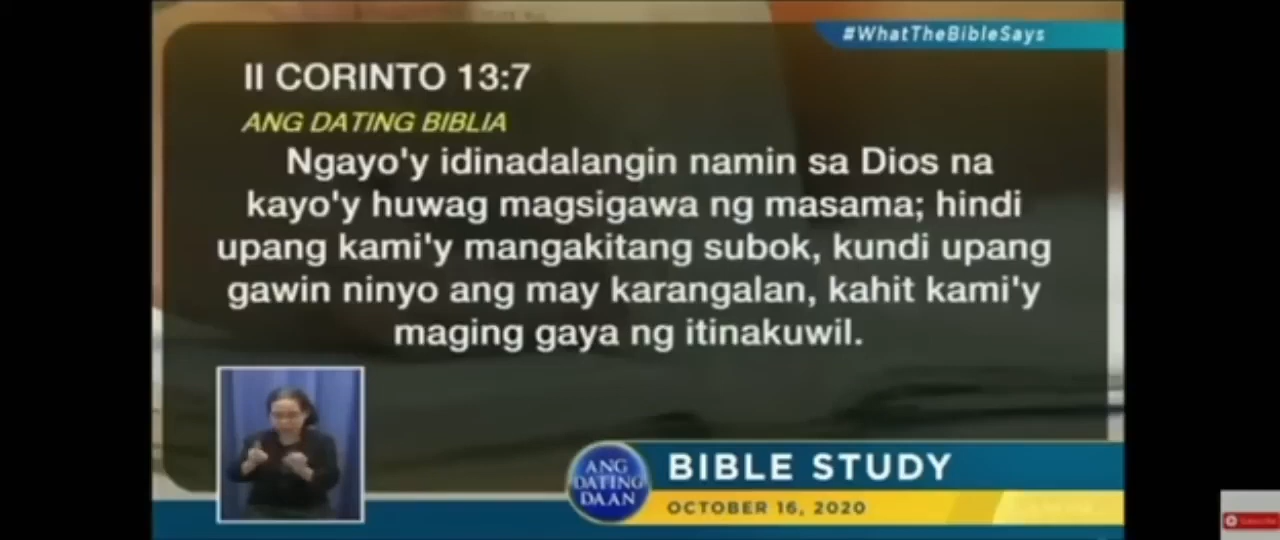 #WhatTheBibleSays
II CORINTO 13:7
ANG DATING BIBLIA
Ngayo'y idinadalangin namin sa Dios na
kayo'y huwag magsigawa ng masama; hindi
upang kami'y mangakitang subok, kundi upang
gawin ninyo ang may karangalan, kahit kami'y
maging gaya ng itinakuwil.
ANG
DATING
DAAN
BIBLE STUDY
OCTOBER 16, 2020